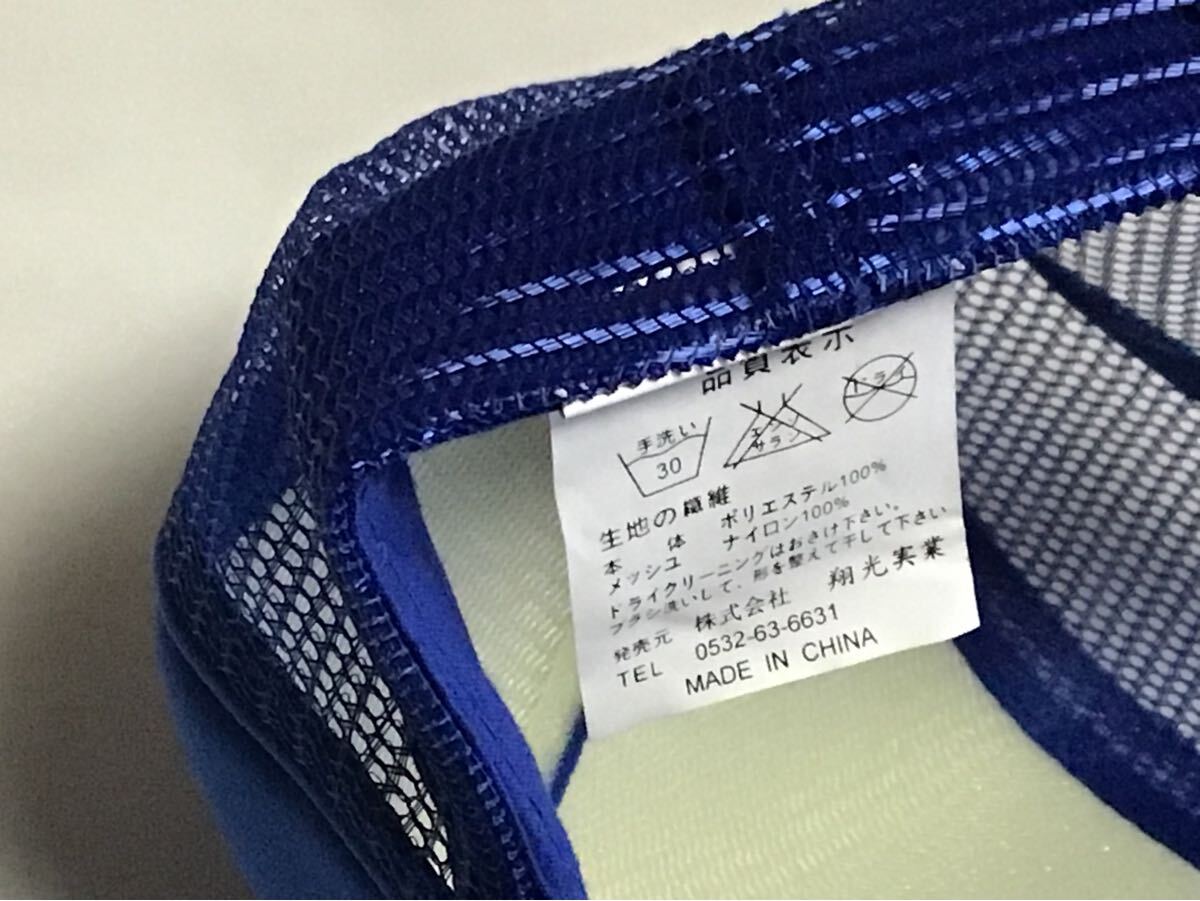 品質表示
手洗い 30 エンソ サラシ ドライ
生地の繊維
本体 ポリエステル100%
メッシュ ナイロン100%
ドライクリーニングはおさけ下さい。
ブラシ洗いして、形を整えて干して下さい
発売元 株式会社 翔光実業
TEL 0532-63-6631
MADE IN CHINA